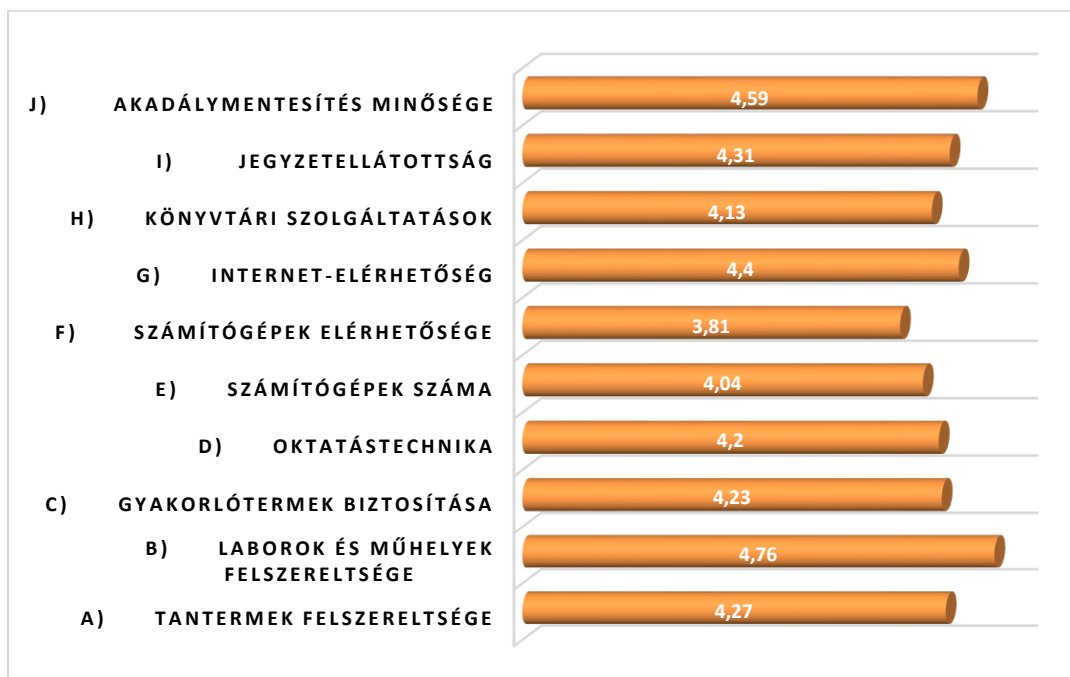 J) AKADÁLYMENTESÍTÉS MINŐSÉGE 4,59
I) JEGYZETELLÁTOTTSÁG 4,31
H) KÖNYVTÁRI SZOLGÁLTATÁSOK 4,13
G) INTERNET-ELÉRHETŐSÉG 4,4
F) SZÁMÍTÓGÉPEK ELÉRHETŐSÉGE 3,81
E) SZÁMÍTÓGÉPEK SZÁMA 4,04
D) OKTATÁSTECHNIKA 4,2
C) GYAKORLÓTERMEK BIZTOSÍTÁSA 4,23
B) LABOROK ÉS MŰHELYEK
FELSZERELTSÉGE 4,76
A) TANTERMEK FELSZERELTSÉGE 4,27